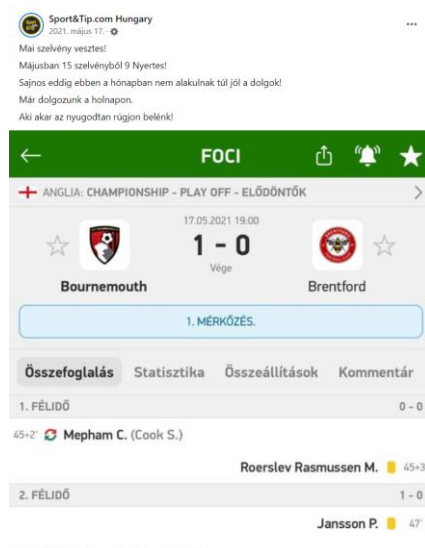 Sport&Tip.com Hungary
2021. május 17.
Mai szelvény vesztes!
Májusban 15 szelvényből 9 Nyertes!
Sajnos eddig ebben a hónapban nem alakulnak túl jól a dolgok!
Már dolgozunk a holnapon.
Aki akar az nyugodtan rúgjon belénk!
FOCI
ANGLIA: CHAMPIONSHIP - PLAY OFF - ELŐDÖNTŐK
17.05.2021 19:00
1 - 0
Vége
Bournemouth Brentford
1. MÉRKŐZÉS.
Összefoglalás Statisztika Összeállítások Kommentár
1. FÉLIDŐ 0 - 0
45+2' Mepham C. (Cook S.)
Roerslev Rasmussen M. 45+3
2. FÉLIDŐ 1 - 0
Jansson P. 47'